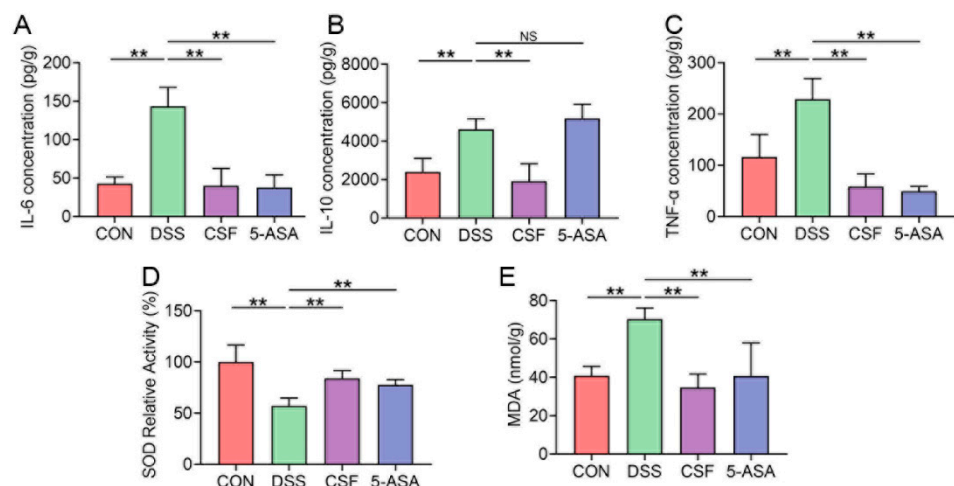 A
IL-6 concentration (pg/g)
200
150
100
50
0
** ** **
CON DSS CSF 5-ASA
B
IL-10 concentration (pg/g)
8000
6000
4000
2000
0
NS
** **
CON DSS CSF 5-ASA
C
TNF-α concentration (pg/g)
300
200
100
0
**
** **
CON DSS CSF 5-ASA
D
SOD Relative Activity (%)
150
100
50
0
**
** **
CON DSS CSF 5-ASA
E
MDA (nmol/g)
80
60
40
20
0
**
** **
CON DSS CSF 5-ASA